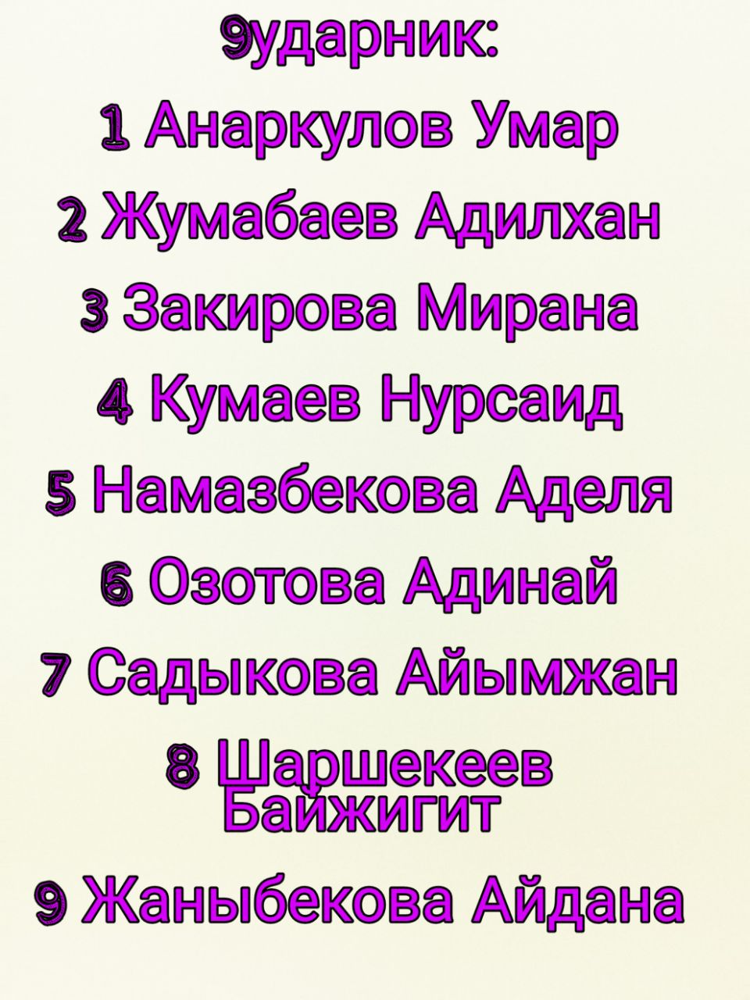 9ударник:
1 Анаркулов Умар
2 Жумабаев Адилхан
3 Закирова Мирана
4 Кумаев Нурсаид
5 Намазбекова Аделя
6 Озотова Адинай
7 Садыкова Айымжан
8 Шаршекеев
Байжигит
9 Жаныбекова Айдана